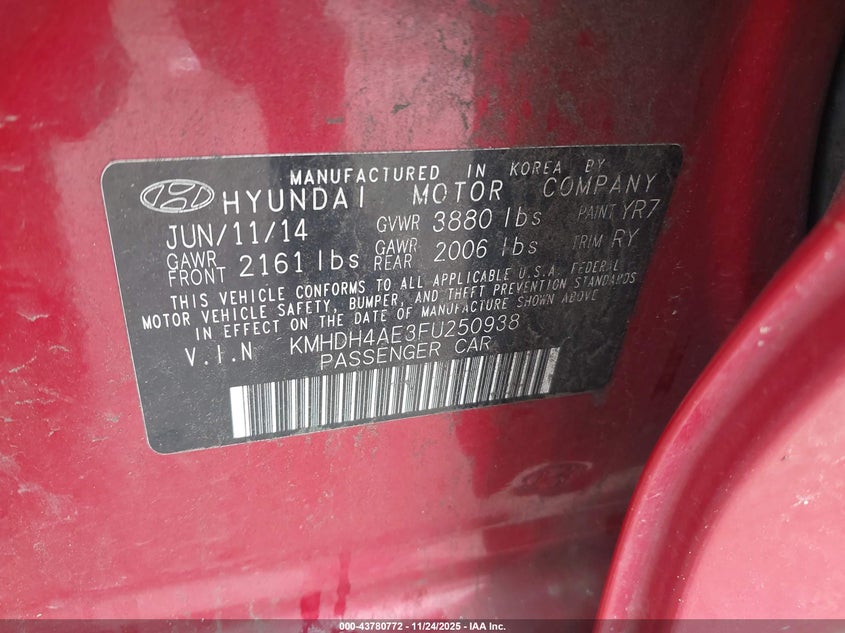 MANUFACTURED IN KOREA BY
HYUNDAI MOTOR COMPANY
JUN/11/14 GVWR 3880 lbs PAINT YR7
GAWR FRONT 2161 lbs GAWR REAR 2006 lbs TRIM RY
THIS VEHICLE CONFORMS TO ALL APPLICABLE U.S.A. FEDERAL
MOTOR VEHICLE SAFETY, BUMPER, AND THEFT PREVENTION STANDARDS
IN EFFECT ON THE DATE OF MANUFACTURE SHOWN ABOVE
V.I.N KMHDH4AE3FU250938
PASSENGER CAR
000-43780772 - 11/24/2025 - IAA Inc.